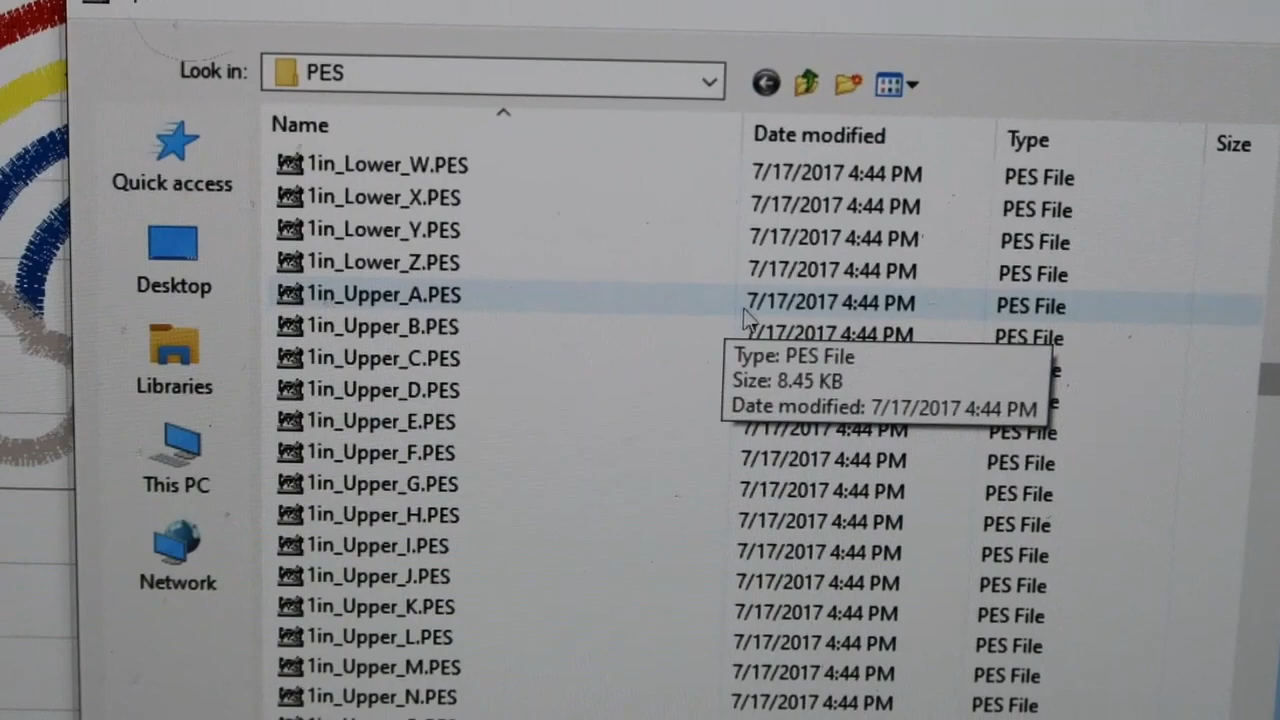 Look in: PES
Name Date modified Type Size
1in_Lower_W.PES 7/17/2017 4:44 PM PES File
1in_Lower_X.PES 7/17/2017 4:44 PM PES File
1in_Lower_Y.PES 7/17/2017 4:44 PM PES File
1in_Lower_Z.PES 7/17/2017 4:44 PM PES File
1in_Upper_A.PES 7/17/2017 4:44 PM PES File
1in_Upper_B.PES 7/17/2017 4:44 PM PES File
1in_Upper_C.PES
1in_Upper_D.PES
1in_Upper_E.PES 7/17/2017 4:44 PM PES File
1in_Upper_F.PES 7/17/2017 4:44 PM PES File
1in_Upper_G.PES 7/17/2017 4:44 PM PES File
1in_Upper_H.PES 7/17/2017 4:44 PM PES File
1in_Upper_I.PES 7/17/2017 4:44 PM PES File
1in_Upper_J.PES 7/17/2017 4:44 PM PES File
1in_Upper_K.PES 7/17/2017 4:44 PM PES File
1in_Upper_L.PES 7/17/2017 4:44 PM PES File
1in_Upper_M.PES 7/17/2017 4:44 PM PES File
1in_Upper_N.PES 7/17/2017 4:44 PM PES File
Type: PES File
Size: 8.45 KB
Date modified: 7/17/2017 4:44 PM
Quick access
Desktop
Libraries
This PC
Network